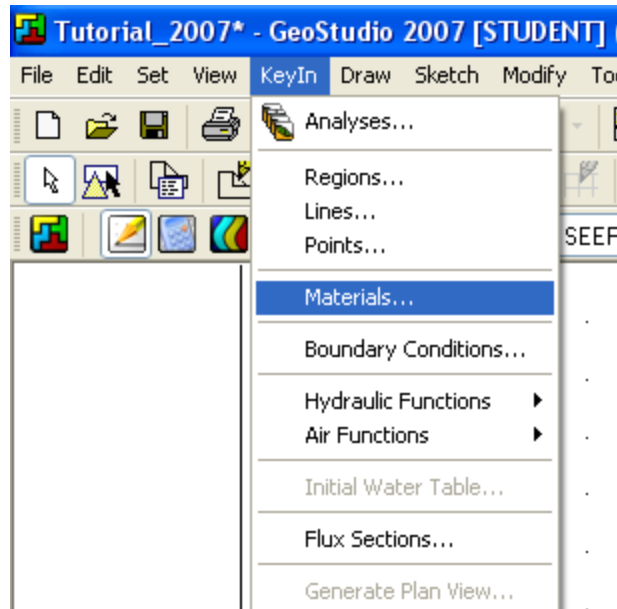 Tutorial_2007* - GeoStudio 2007 [STUDENT]
File Edit Set View KeyIn Draw Sketch Modify
Analyses...
Regions...
Lines...
Points...
Materials...
Boundary Conditions...
Hydraulic Functions
Air Functions
Initial Water Table...
Flux Sections...
Generate Plan View...